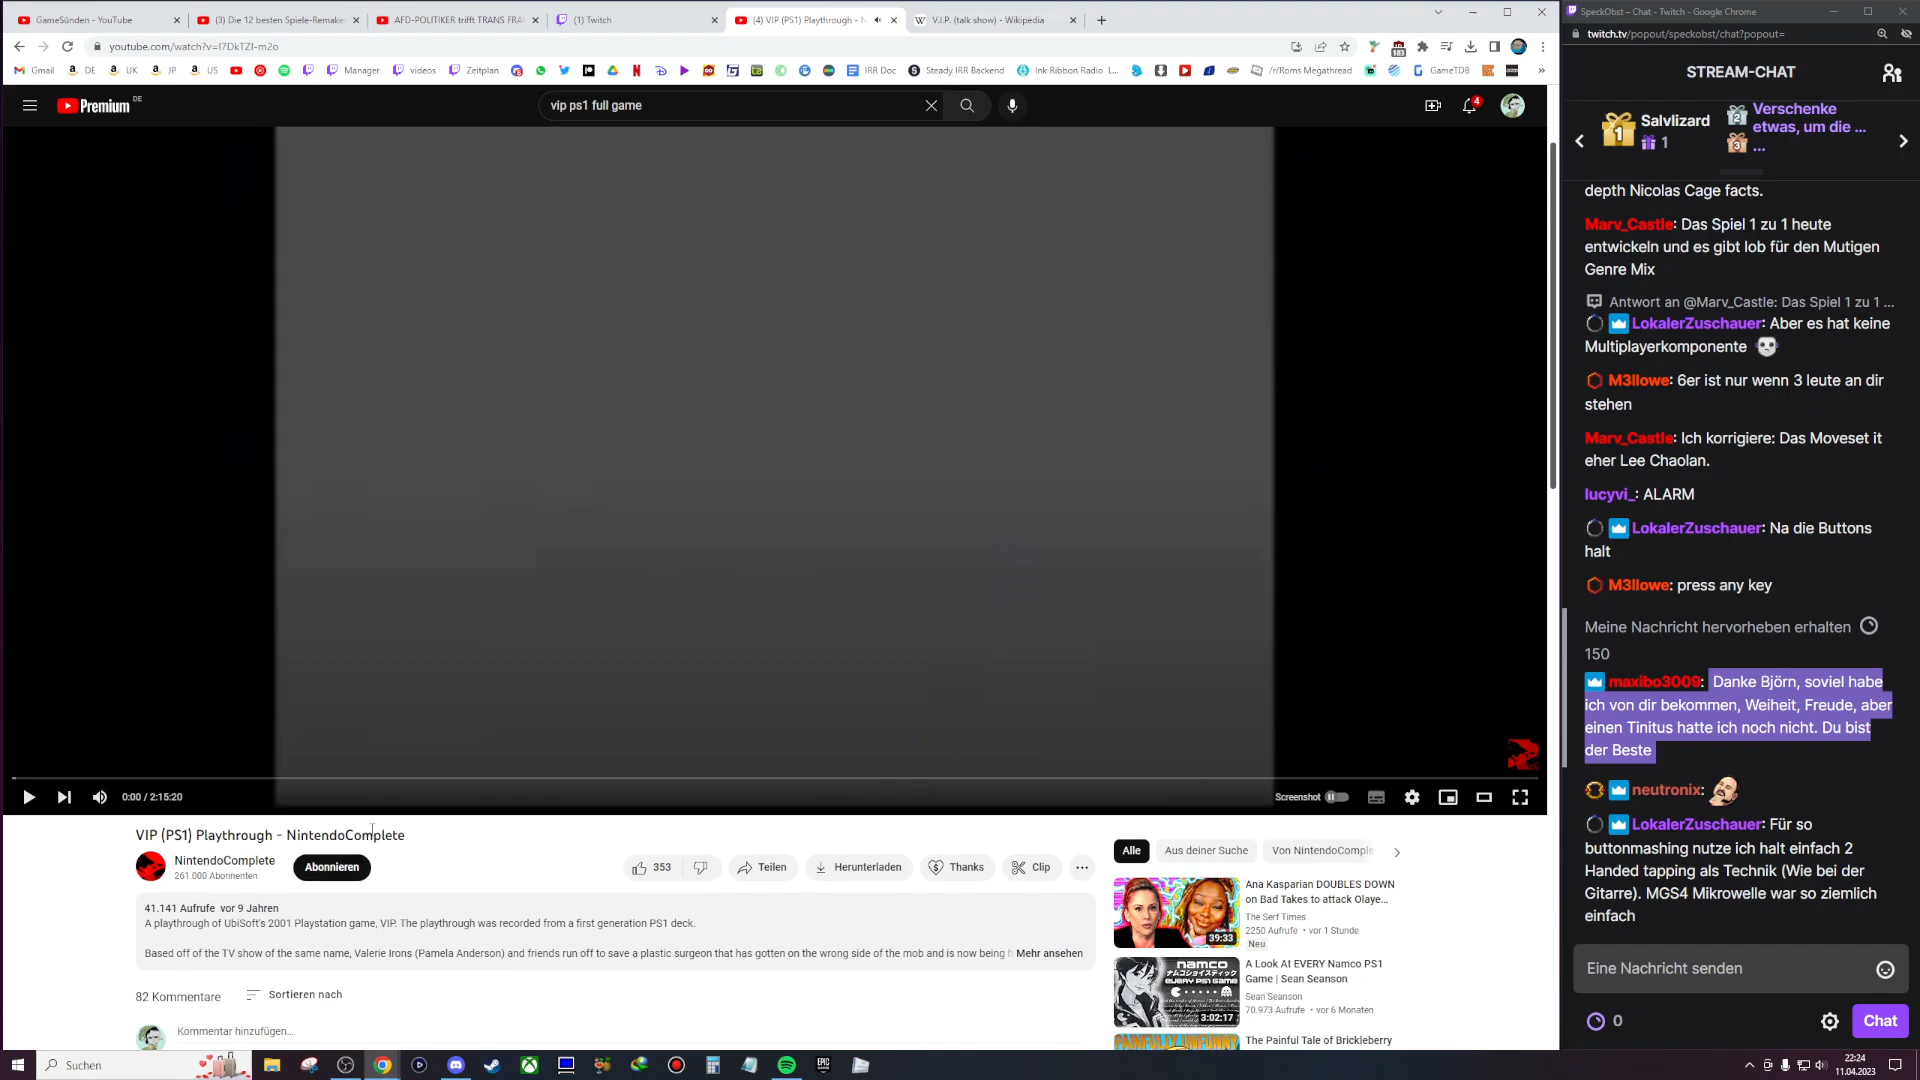 GameSünden - YouTube
(3) Die 12 besten Spiele-Remake
AFD-POLITIKER trifft TRANS FRA
(1) Twitch
(4) VIP (PS1) Playthrough - N
V.I.P. (talk show) - Wikipedia
SpeckObst – Chat - Twitch - Google Chrome
youtube.com/watch?v=I7DkTZI-m2o
twitch.tv/popout/speckobst/chat?popout=
Gmail DE UK JP US Manager videos Zeitplan IRR Doc Steady IRR Backend Ink Ribbon Radio L... /r/Roms Megathread GameTDB »
Premium DE
vip ps1 full game
4
STREAM-CHAT
1 Salvlizard
1
2 Verschenke
etwas, um die ...
3 ...
depth Nicolas Cage facts.
Marv_Castle: Das Spiel 1 zu 1 heute
entwickeln und es gibt lob für den Mutigen
Genre Mix
Antwort an @Marv_Castle: Das Spiel 1 zu 1 ...
LokalerZuschauer: Aber es hat keine
Multiplayerkomponente
M3llowe: 6er ist nur wenn 3 leute an dir
stehen
Marv_Castle: Ich korrigiere: Das Moveset it
eher Lee Chaolan.
lucyvi_: ALARM
LokalerZuschauer: Na die Buttons
halt
M3llowe: press any key
Meine Nachricht hervorheben erhalten
150
maxibo3009: Danke Björn, soviel habe
ich von dir bekommen, Weiheit, Freude, aber
einen Tinitus hatte ich noch nicht. Du bist
der Beste
neutronix:
LokalerZuschauer: Für so
buttonmashing nutze ich halt einfach 2
Handed tapping als Technik (Wie bei der
Gitarre). MGS4 Mikrowelle war so ziemlich
einfach
Eine Nachricht senden
0
Chat
0:00 / 2:15:20
Screenshot
VIP (PS1) Playthrough - NintendoComplete
NintendoComplete
261.000 Abonnenten
Abonnieren
353
Teilen
Herunterladen
Thanks
Clip
41.141 Aufrufe vor 9 Jahren
A playthrough of UbiSoft's 2001 Playstation game, VIP. The playthrough was recorded from a first generation PS1 deck.
Based off of the TV show of the same name, Valerie Irons (Pamela Anderson) and friends run off to save a plastic surgeon that has gotten on the wrong side of the mob and is now being h Mehr ansehen
82 Kommentare
Sortieren nach
Kommentar hinzufügen...
Alle
Aus deiner Suche
Von NintendoComple
39:33
Ana Kasparian DOUBLES DOWN
on Bad Takes to attack Olaye...
The Serf Times
2250 Aufrufe • vor 1 Stunde
Neu
NAMCO
EVERY PS1 GAME
3:02:17
A Look At EVERY Namco PS1
Game | Sean Seanson
Sean Seanson
70.973 Aufrufe • vor 6 Monaten
PAINFULLY UNFUNNY
The Painful Tale of Brickleberry
Suchen
22:24
11.04.2023